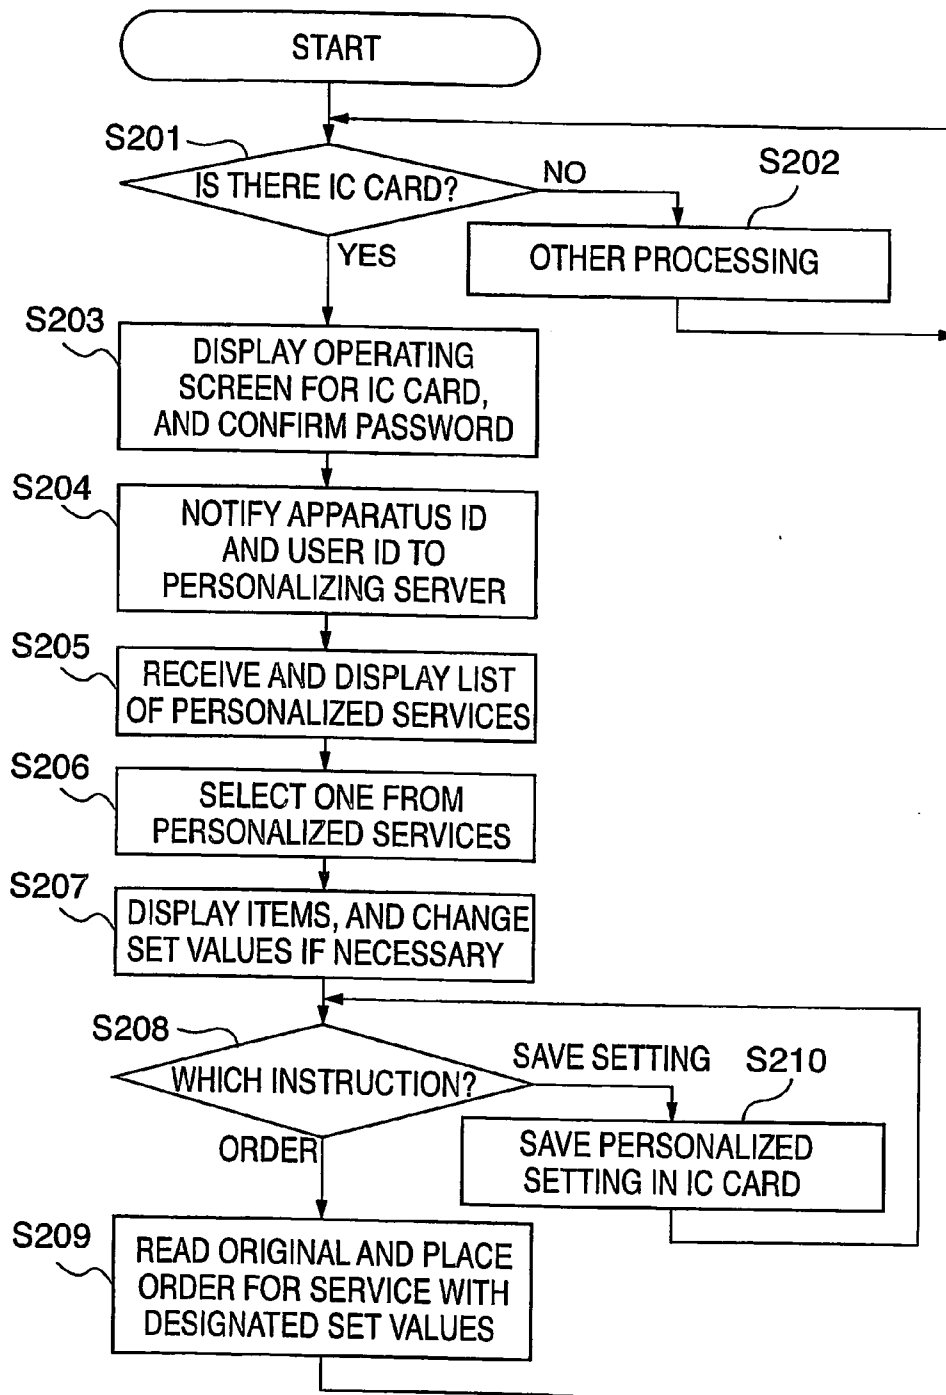 START
S201
IS THERE IC CARD?
NO
S202
YES
OTHER PROCESSING
S203
DISPLAY OPERATING
SCREEN FOR IC CARD,
AND CONFIRM PASSWORD
S204
NOTIFY APPARATUS ID
AND USER ID TO
PERSONALIZING SERVER
S205
RECEIVE AND DISPLAY LIST
OF PERSONALIZED SERVICES
S206
SELECT ONE FROM
PERSONALIZED SERVICES
S207
DISPLAY ITEMS, AND CHANGE
SET VALUES IF NECESSARY
S208
WHICH INSTRUCTION?
SAVE SETTING
S210
ORDER
SAVE PERSONALIZED
SETTING IN IC CARD
S209
READ ORIGINAL AND PLACE
ORDER FOR SERVICE WITH
DESIGNATED SET VALUES